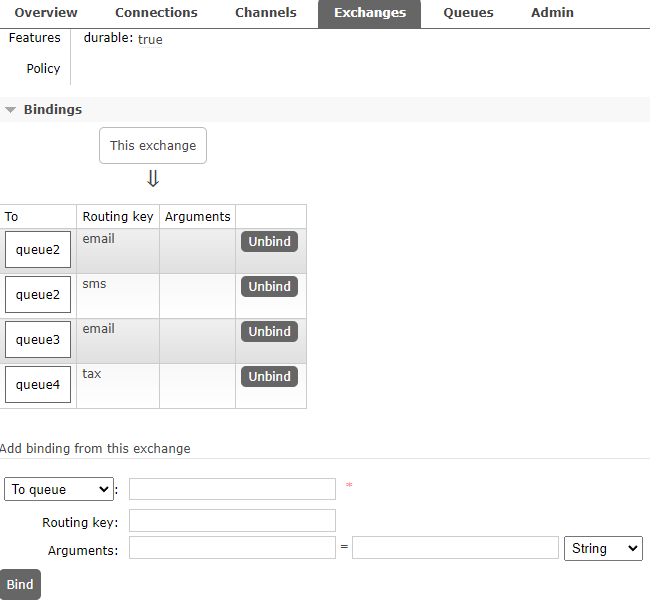 Overview Connections Channels Exchanges Queues Admin
Features durable: true
Policy
Bindings
This exchange
⇓
To Routing key Arguments
queue2 email Unbind
queue2 sms Unbind
queue3 email Unbind
queue4 tax Unbind
Add binding from this exchange
To queue : *
Routing key:
Arguments: = String
Bind